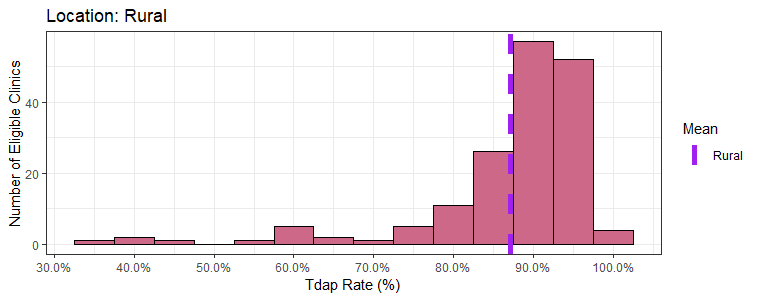 Location: Rural
Number of Eligible Clinics
40
20
0
30.0% 40.0% 50.0% 60.0% 70.0% 80.0% 90.0% 100.0%
Tdap Rate (%)
Mean
Rural